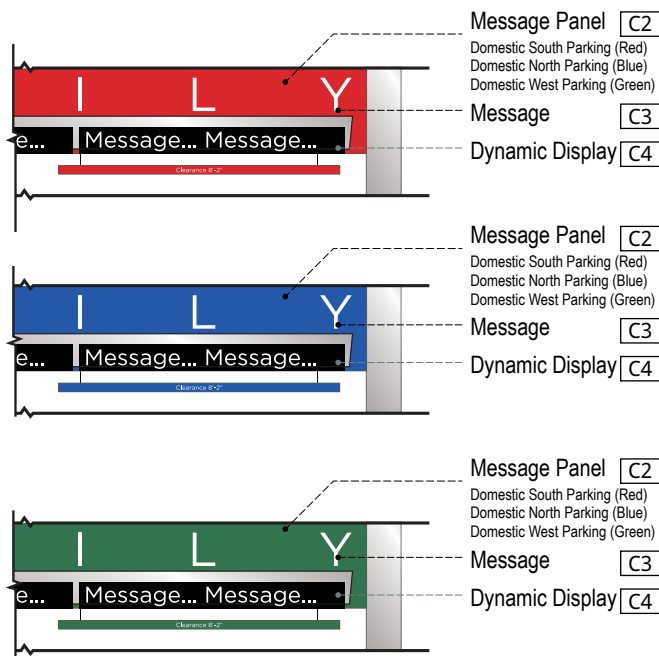 Message Panel C2
Domestic South Parking (Red)
Domestic North Parking (Blue)
Domestic West Parking (Green)
I L Y
Message C3
e... Message... Message...
Dynamic Display C4
Clearance 8'-2"
Message Panel C2
Domestic South Parking (Red)
Domestic North Parking (Blue)
Domestic West Parking (Green)
I L Y
Message C3
e... Message... Message...
Dynamic Display C4
Clearance 8'-2"
Message Panel C2
Domestic South Parking (Red)
Domestic North Parking (Blue)
Domestic West Parking (Green)
I L Y
Message C3
e... Message... Message...
Dynamic Display C4
Clearance 8'-2"